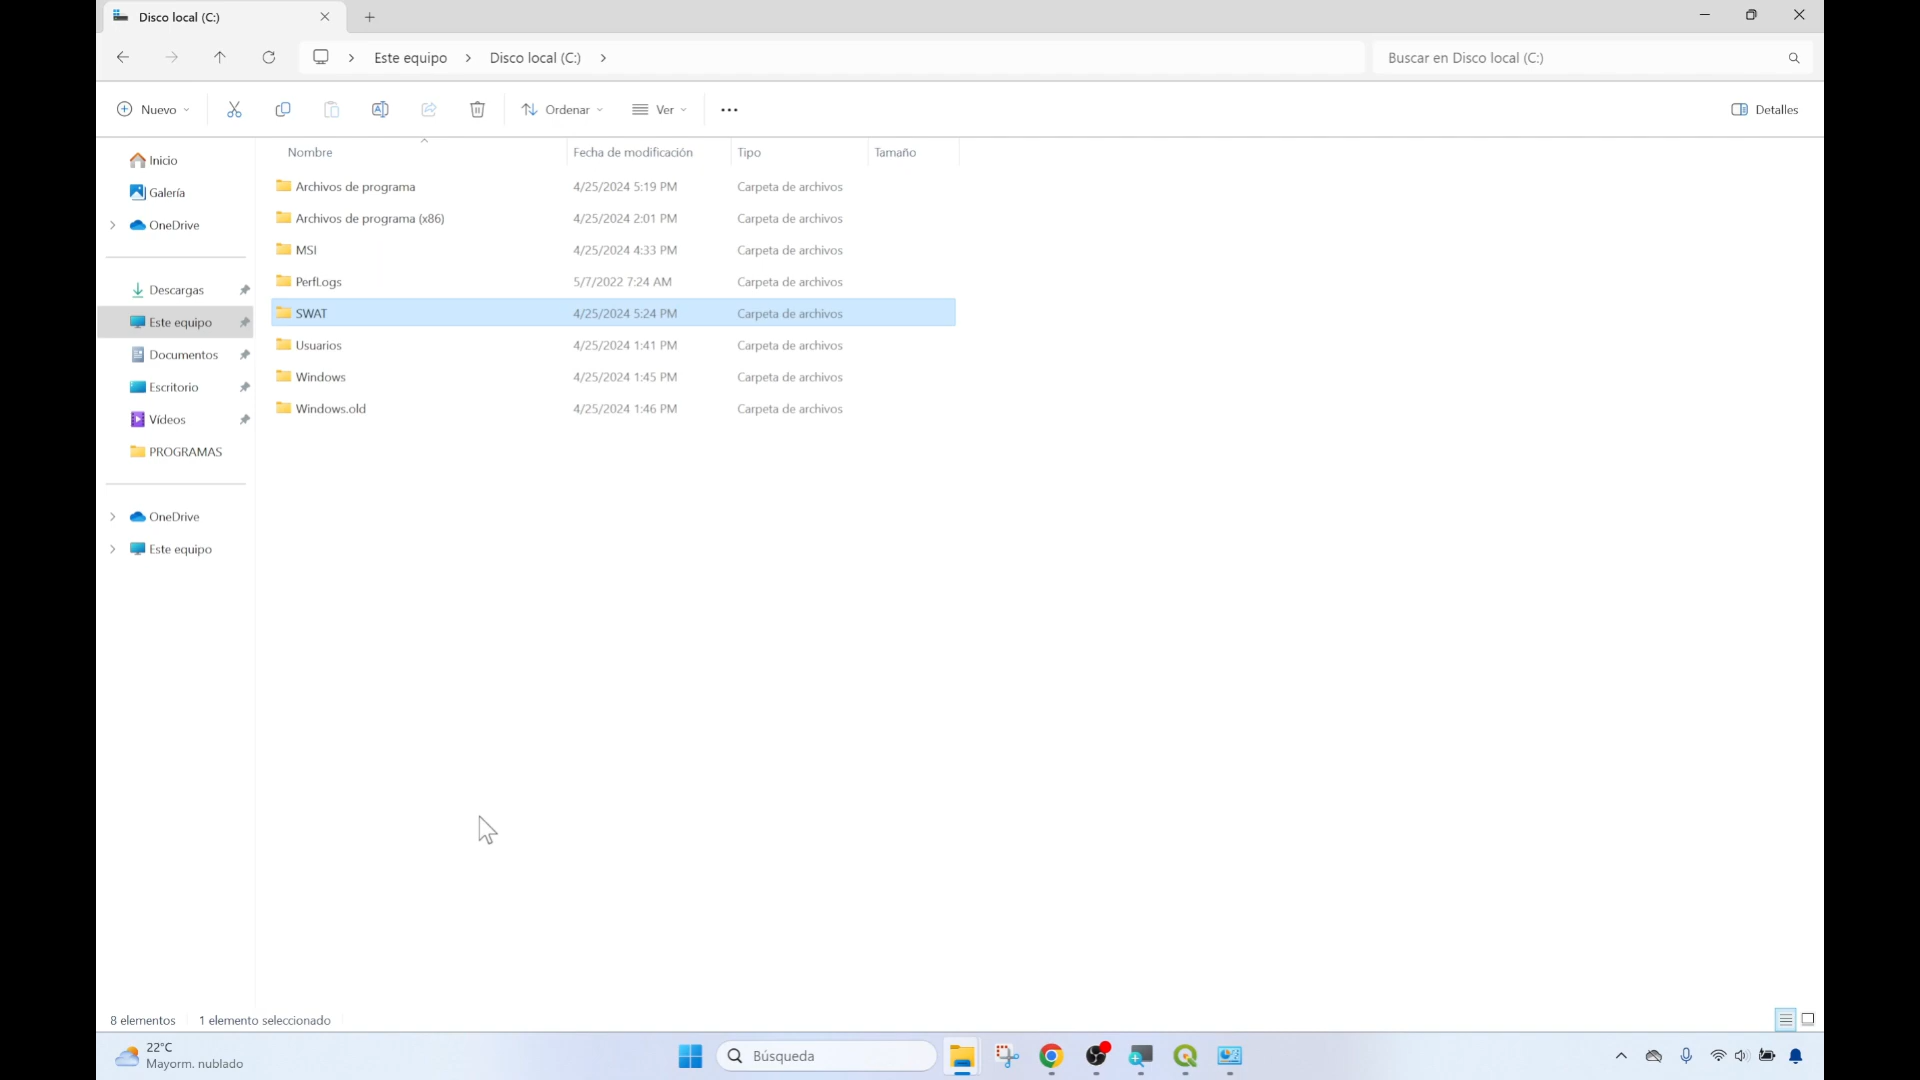 Disco local (C:)
Este equipo > Disco local (C:) >
Buscar en Disco local (C:)
Nuevo
Ordenar
Ver
Detalles
Nombre Fecha de modificación Tipo Tamaño
Inicio
Galería
OneDrive
Descargas
Este equipo
Documentos
Escritorio
Vídeos
PROGRAMAS
OneDrive
Este equipo
Archivos de programa 4/25/2024 5:19 PM Carpeta de archivos
Archivos de programa (x86) 4/25/2024 2:01 PM Carpeta de archivos
MSI 4/25/2024 4:33 PM Carpeta de archivos
PerfLogs 5/7/2022 7:24 AM Carpeta de archivos
SWAT 4/25/2024 5:24 PM Carpeta de archivos
Usuarios 4/25/2024 1:41 PM Carpeta de archivos
Windows 4/25/2024 1:45 PM Carpeta de archivos
Windows.old 4/25/2024 1:46 PM Carpeta de archivos
8 elementos 1 elemento seleccionado
22°C
Mayorm. nublado
Búsqueda